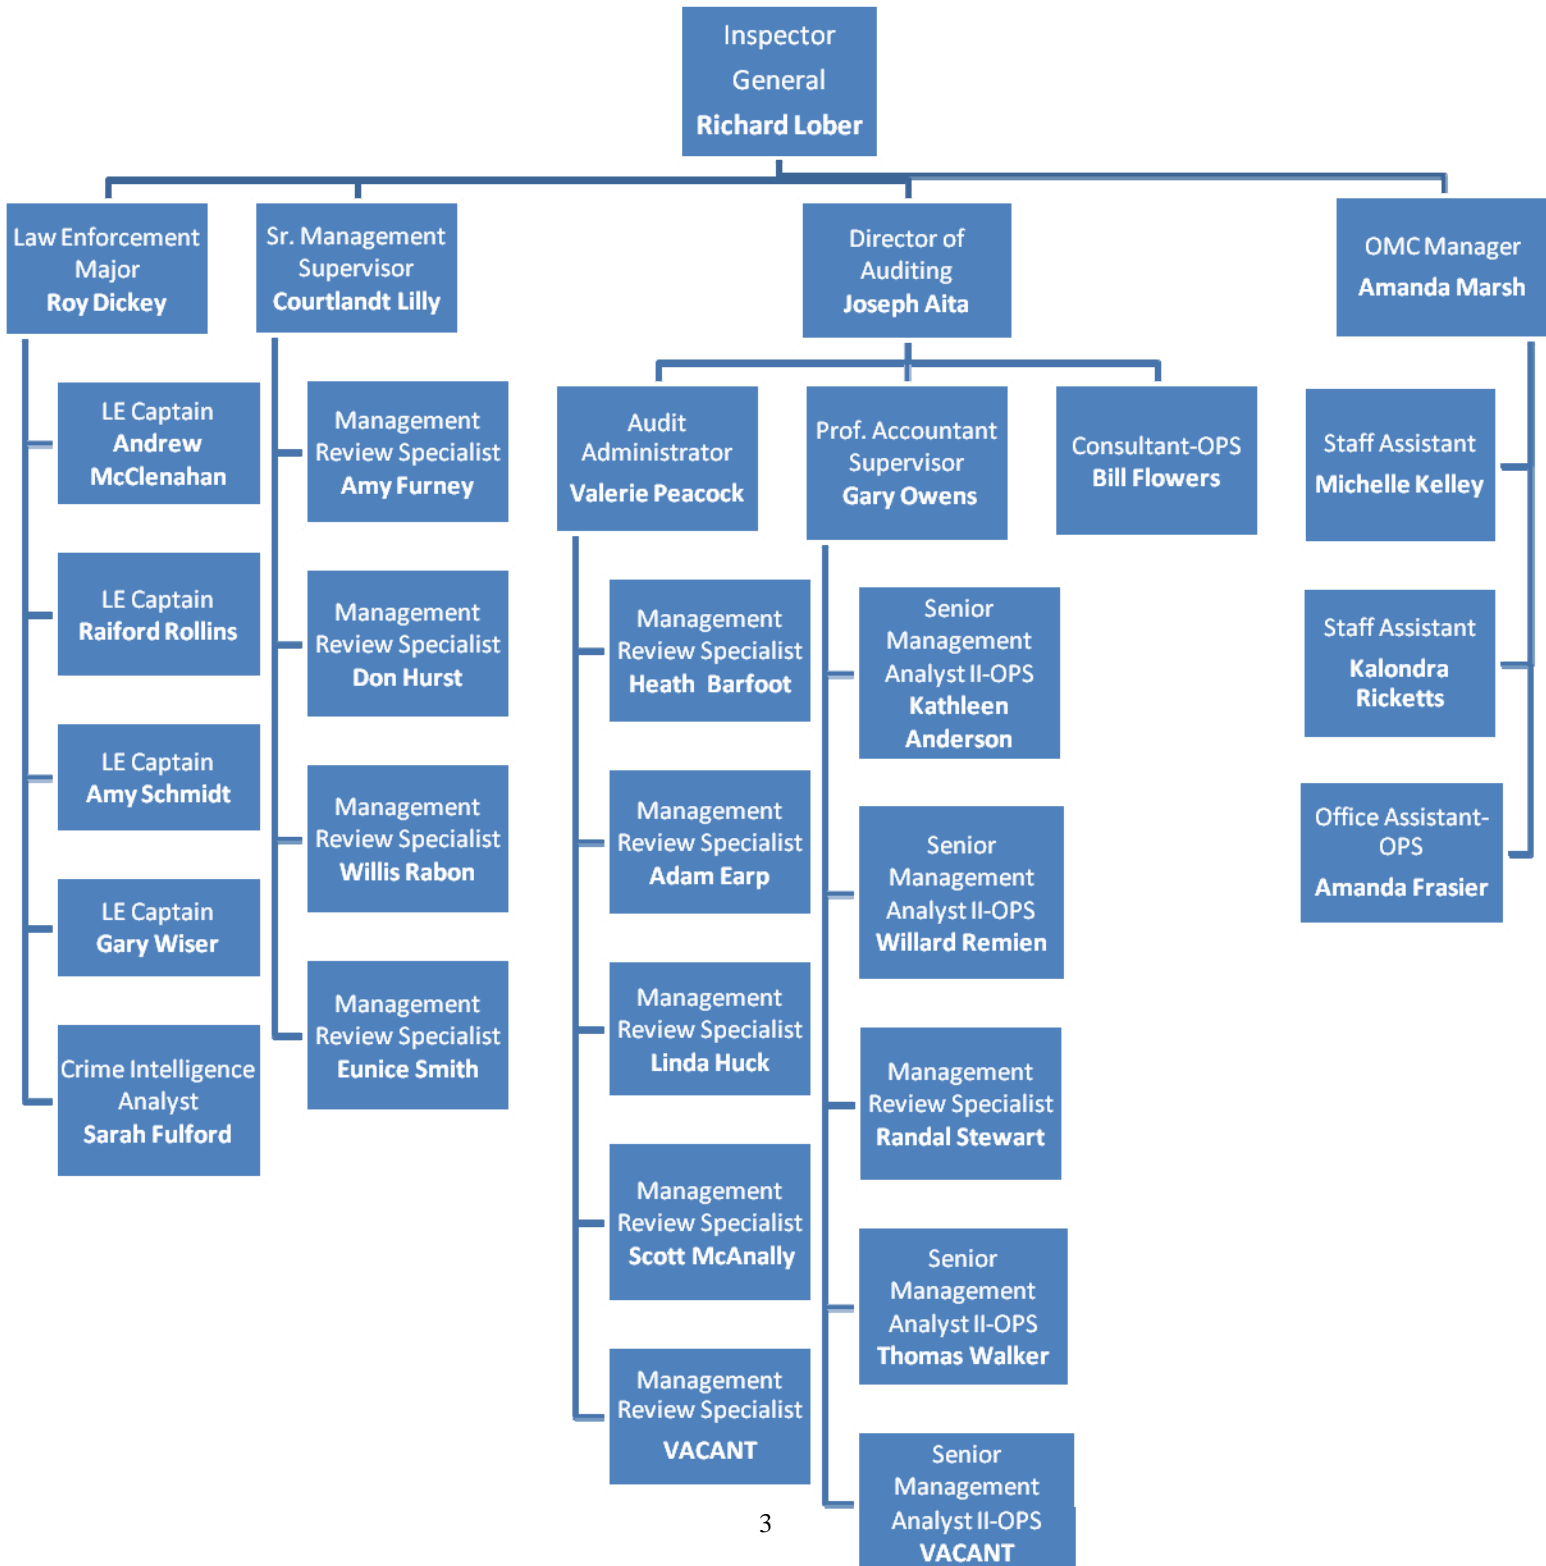 Inspector
General
Richard Lober
Law Enforcement
Major
Roy Dickey
Sr. Management
Supervisor
Courtlandt Lilly
Director of
Auditing
Joseph Aita
OMC Manager
Amanda Marsh
LE Captain
Andrew
McClenahan
LE Captain
Raiford Rollins
LE Captain
Amy Schmidt
LE Captain
Gary Wiser
Crime Intelligence
Analyst
Sarah Fulford
Management
Review Specialist
Amy Furney
Management
Review Specialist
Don Hurst
Management
Review Specialist
Willis Rabon
Management
Review Specialist
Eunice Smith
Audit
Administrator
Valerie Peacock
Management
Review Specialist
Heath Barfoot
Management
Review Specialist
Adam Earp
Management
Review Specialist
Linda Huck
Management
Review Specialist
Scott McAnally
Management
Review Specialist
VACANT
Prof. Accountant
Supervisor
Gary Owens
Senior
Management
Analyst II-OPS
Kathleen
Anderson
Senior
Management
Analyst II-OPS
Willard Remien
Management
Review Specialist
Randal Stewart
Senior
Management
Analyst II-OPS
Thomas Walker
Senior
Management
Analyst II-OPS
VACANT
Consultant-OPS
Bill Flowers
Staff Assistant
Michelle Kelley
Staff Assistant
Kalondra
Ricketts
Office Assistant-
OPS
Amanda Frasier
3